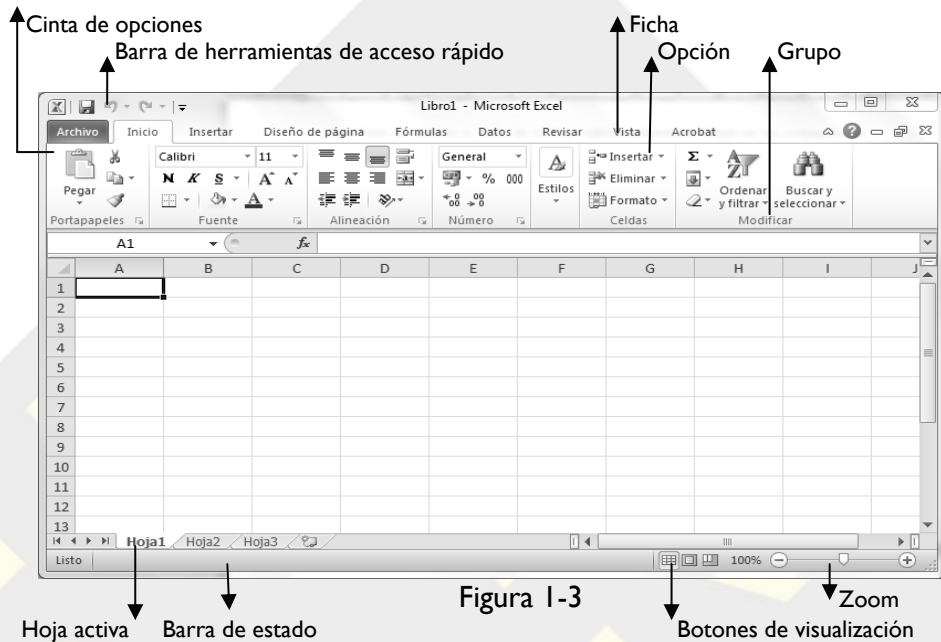 Cinta de opciones
Ficha
Barra de herramientas de acceso rápido
Opción
Grupo
Libro1 - Microsoft Excel
Archivo Inicio Insertar Diseño de página Fórmulas Datos Revisar Vista Acrobat
Pegar
Portapapeles
Calibri 11
N K S A A
A
Fuente
Alineación
General
% 000
Número
Estilos
Insertar
Eliminar
Formato
Celdas
Σ
Ordenar y filtrar
Buscar y seleccionar
Modificar
A1 fx
A B C D E F G H I J
1
2
3
4
5
6
7
8
9
10
11
12
13
Hoja1 Hoja2 Hoja3
Listo 100%
Figura 1-3
Zoom
Hoja activa Barra de estado Botones de visualización